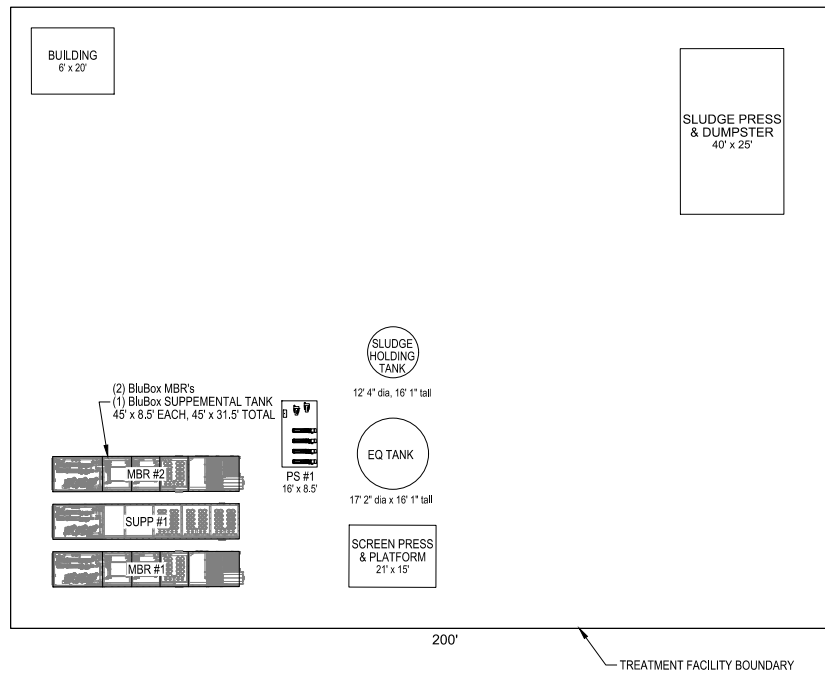 BUILDING
6' x 20'
SLUDGE PRESS
& DUMPSTER
40' x 25'
SLUDGE
HOLDING
TANK
12' 4" dia, 16' 1" tall
(2) BluBox MBR's
(1) BluBox SUPPEMENTAL TANK
45' x 8.5' EACH, 45' x 31.5' TOTAL
EQ TANK
17' 2" dia x 16' 1" tall
PS #1
16' x 8.5'
MBR #2
SUPP #1
MBR #1
SCREEN PRESS
& PLATFORM
21' x 15'
200'
TREATMENT FACILITY BOUNDARY